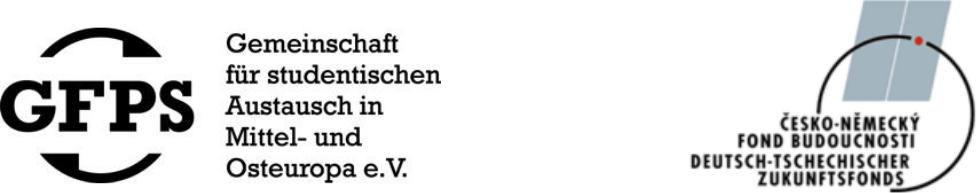 GFPS
Gemeinschaft
für studentischen
Austausch in
Mittel- und
Osteuropa e.V.
ČESKO-NĚMECKÝ
FOND BUDOUCNOSTI
DEUTSCH-TSCHECHISCHER
ZUKUNFTSFONDS